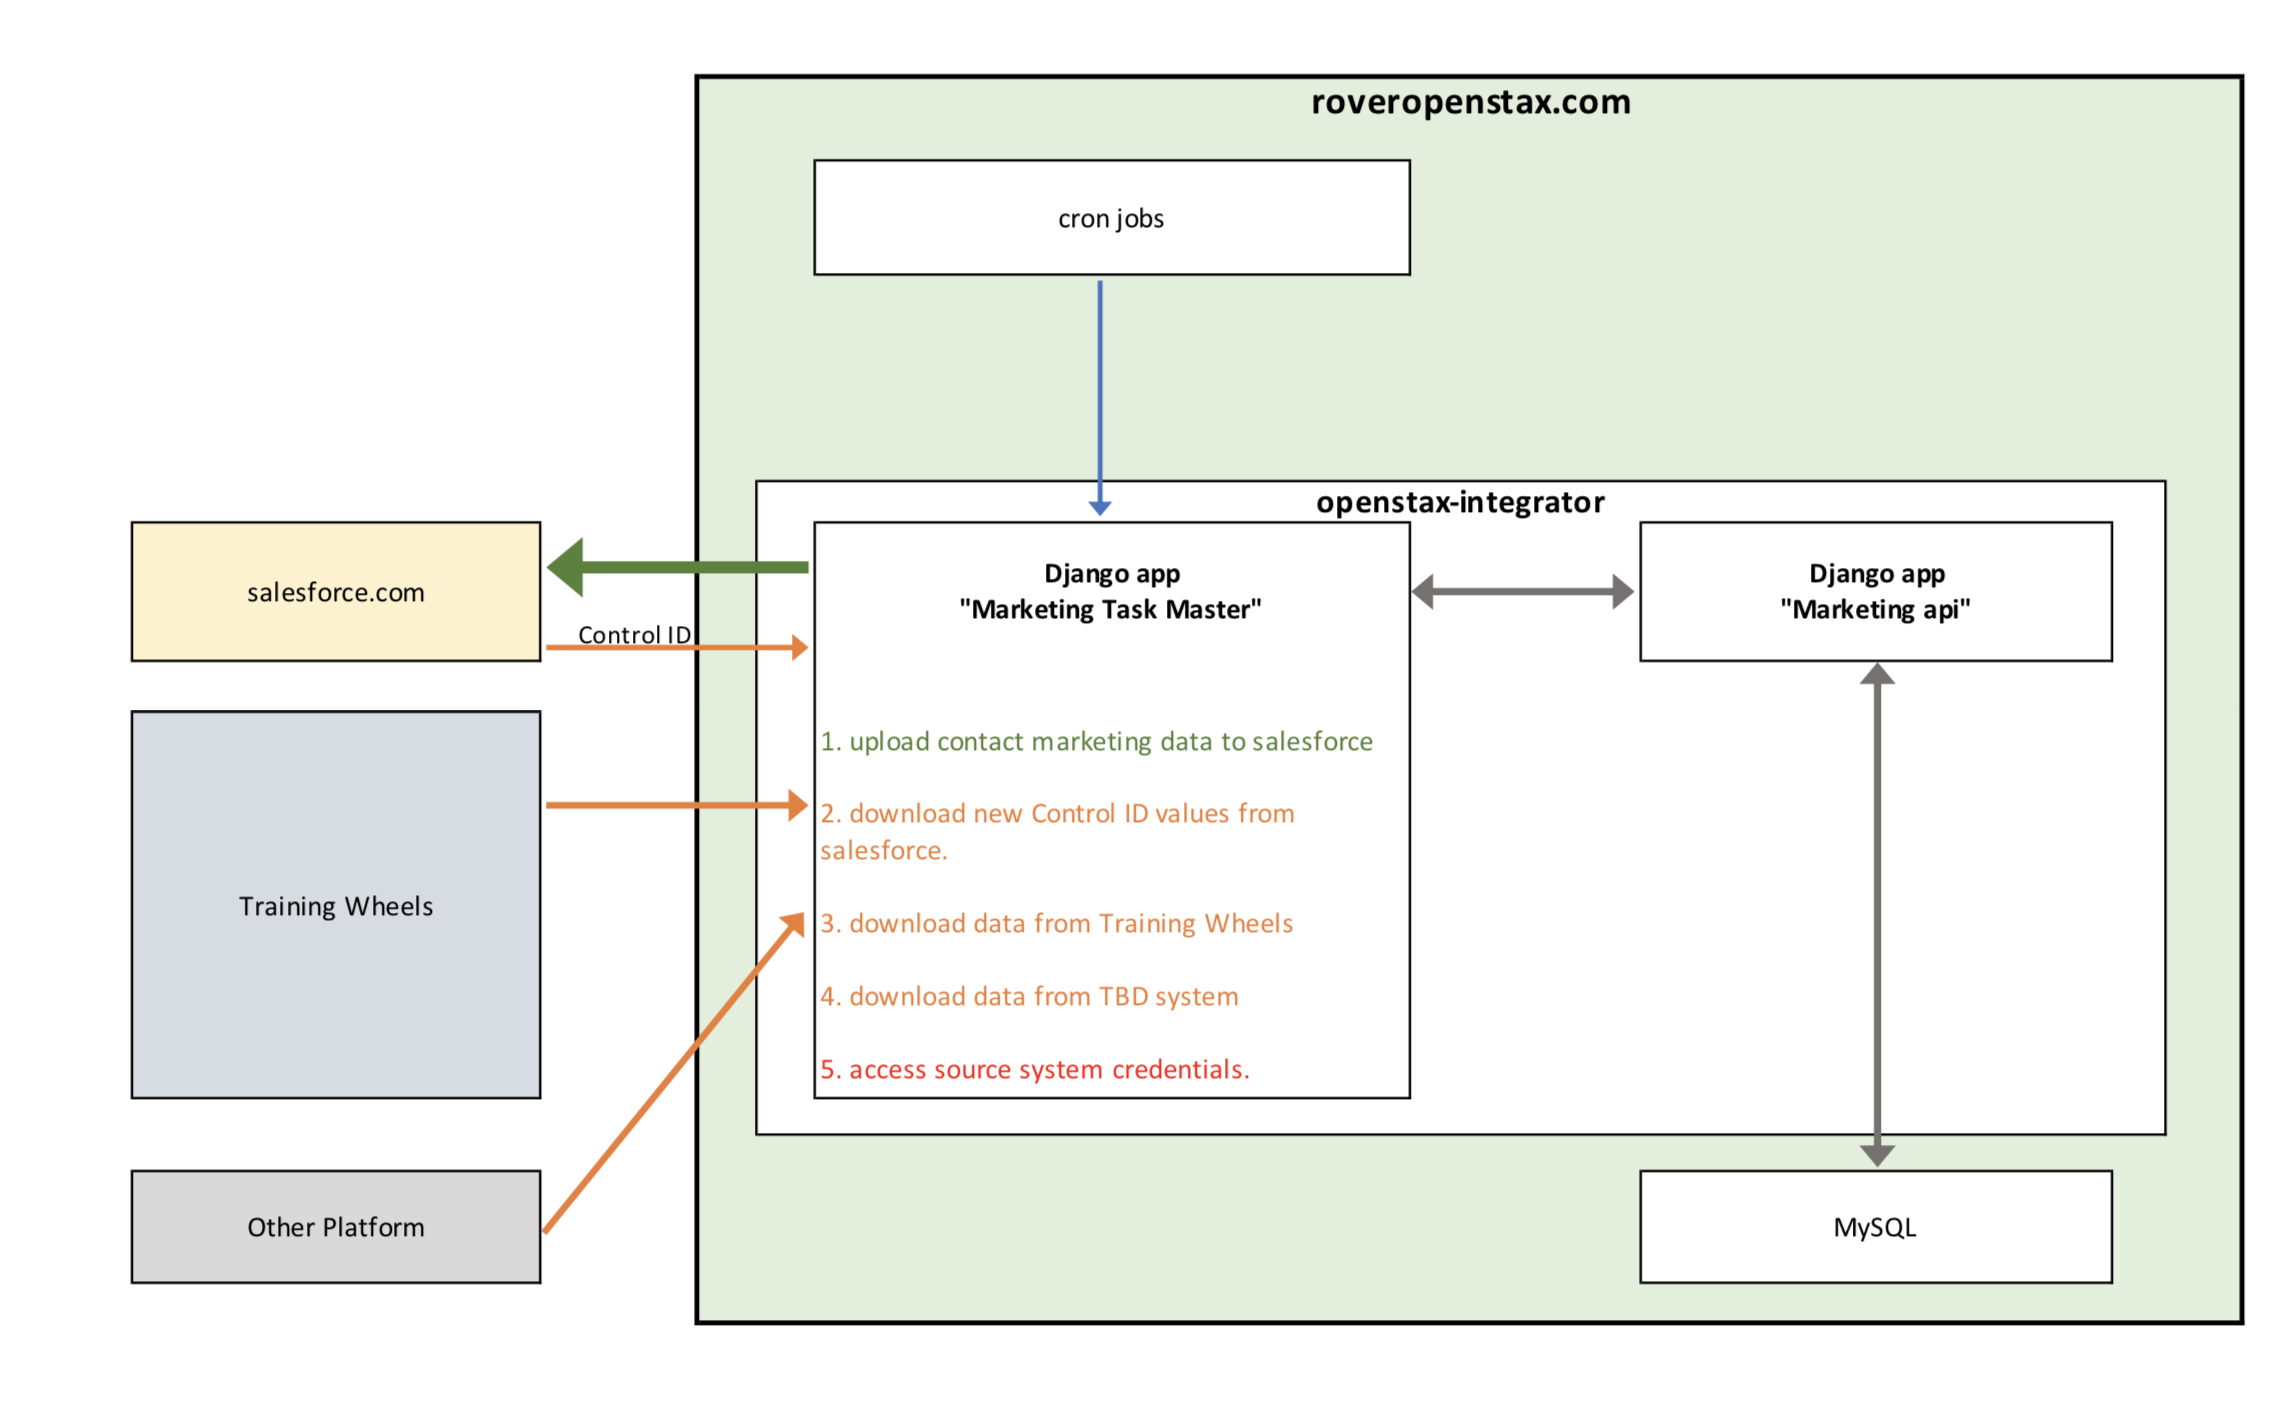 roveropenstax.com
cron jobs
openstax-integrator
salesforce.com
Control ID
Django app
"Marketing Task Master"
Django app
"Marketing api"
1. upload contact marketing data to salesforce
2. download new Control ID values from
salesforce.
3. download data from Training Wheels
4. download data from TBD system
5. access source system credentials.
Training Wheels
Other Platform
MySQL